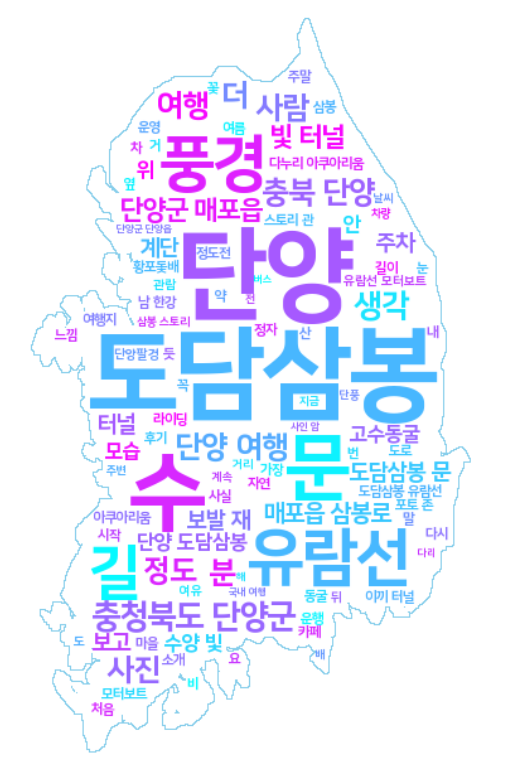 주말
꽃
더
여행
사람
삼봉
운영
여름
빛 터널
차
거
풍경
위
다누리 아쿠아리움
옆
충북 단양
날씨
단양군 매포읍
스토리 관
안
차량
단양군 단양읍
계단
정도전
단양
주차
황포돛배
길이
눈
관람
버스
유람선 모터보트
남 한강
약
전
생각
여행지
삼봉 스토리
정자
산
내
느낌
도담삼봉
단양팔경
듯
꼭
지금
단풍
터널
라이딩
사인 암
고수동굴
모습
후기
단양 여행
문
번
도로
주변
거리
가장
도담삼봉 문
수
계속
자연
사실
도담삼봉 유람선
포토 존
아쿠아리움
보발 재
매포읍 삼봉로
말
시작
단양 도담삼봉
유람선
다시
다리
길
정도
분
해
여유
국내 여행
동굴
뒤
이끼 터널
충청북도 단양군
운행
카페
도
보고
마을
수양 빛
사진
소개
요
배
모터보트
비
처음